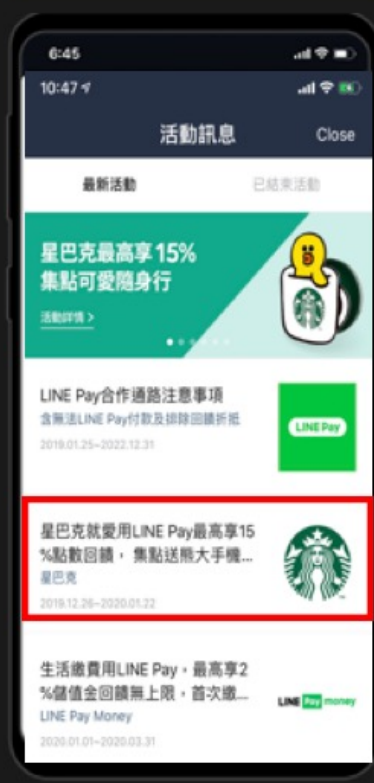 6:45
10:47
活動訊息
Close
最新活動
已結束活動
星巴克最高享15%
集點可愛隨身行
活動詳情 >
LINE Pay合作通路注意事項
含無法LINE Pay付款及排除回饋折抵
2019.01.25~2022.12.31
LINE Pay
星巴克就愛用LINE Pay最高享15
%點數回饋, 集點送熊大手機...
星巴克
2019.12.26~2020.01.22
生活繳費用LINE Pay,最高享2
%儲值金回饋無上限,首次繳...
LINE Pay Money
2020.01.01~2020.03.31
LINE Pay money